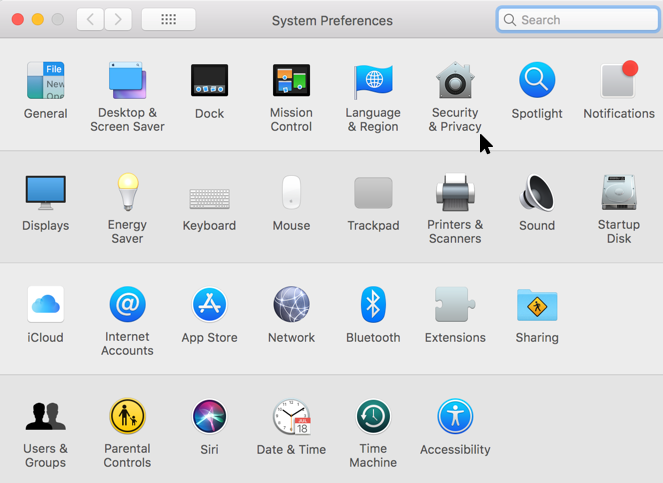 System Preferences
Search
File
New
Ope
General
Desktop &
Screen Saver
Dock
Mission
Control
Language
& Region
Security
& Privacy
Spotlight
Notifications
Displays
Energy
Saver
Keyboard
Mouse
Trackpad
Printers &
Scanners
Sound
Startup
Disk
iCloud
@
Internet
Accounts
App Store
Network
Bluetooth
Extensions
Sharing
Users &
Groups
Parental
Controls
Siri
JUL
18
Date & Time
Time
Machine
Accessibility